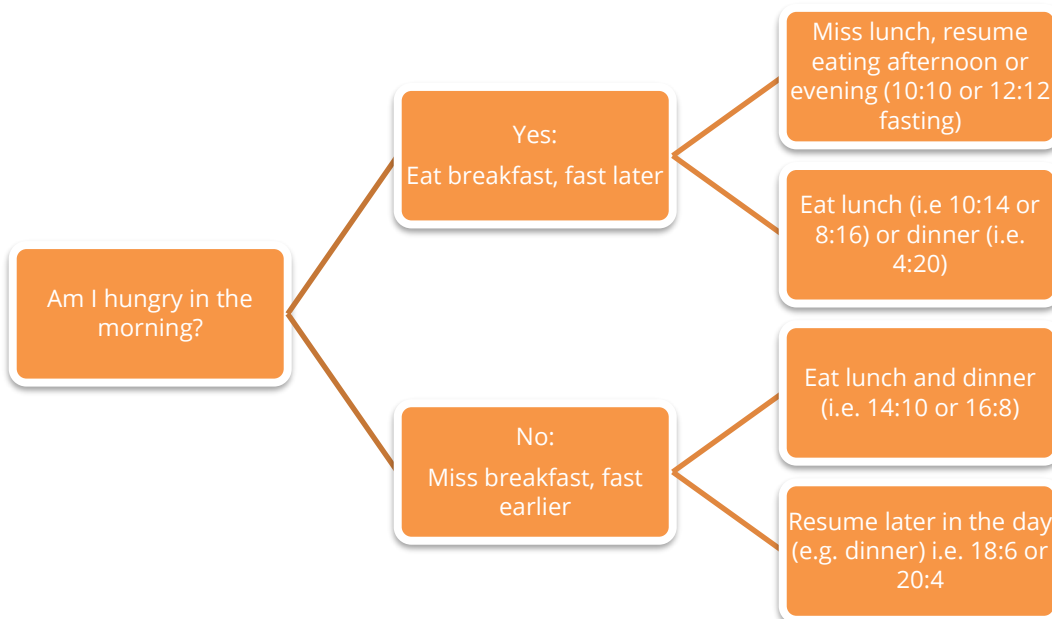 Am I hungry in the
morning?
Yes:
Eat breakfast, fast later
Miss lunch, resume
eating afternoon or
evening (10:10 or 12:12
fasting)
Eat lunch (i.e 10:14 or
8:16) or dinner (i.e.
4:20)
No:
Miss breakfast, fast
earlier
Eat lunch and dinner
(i.e. 14:10 or 16:8)
Resume later in the day
(e.g. dinner) i.e. 18:6 or
20:4